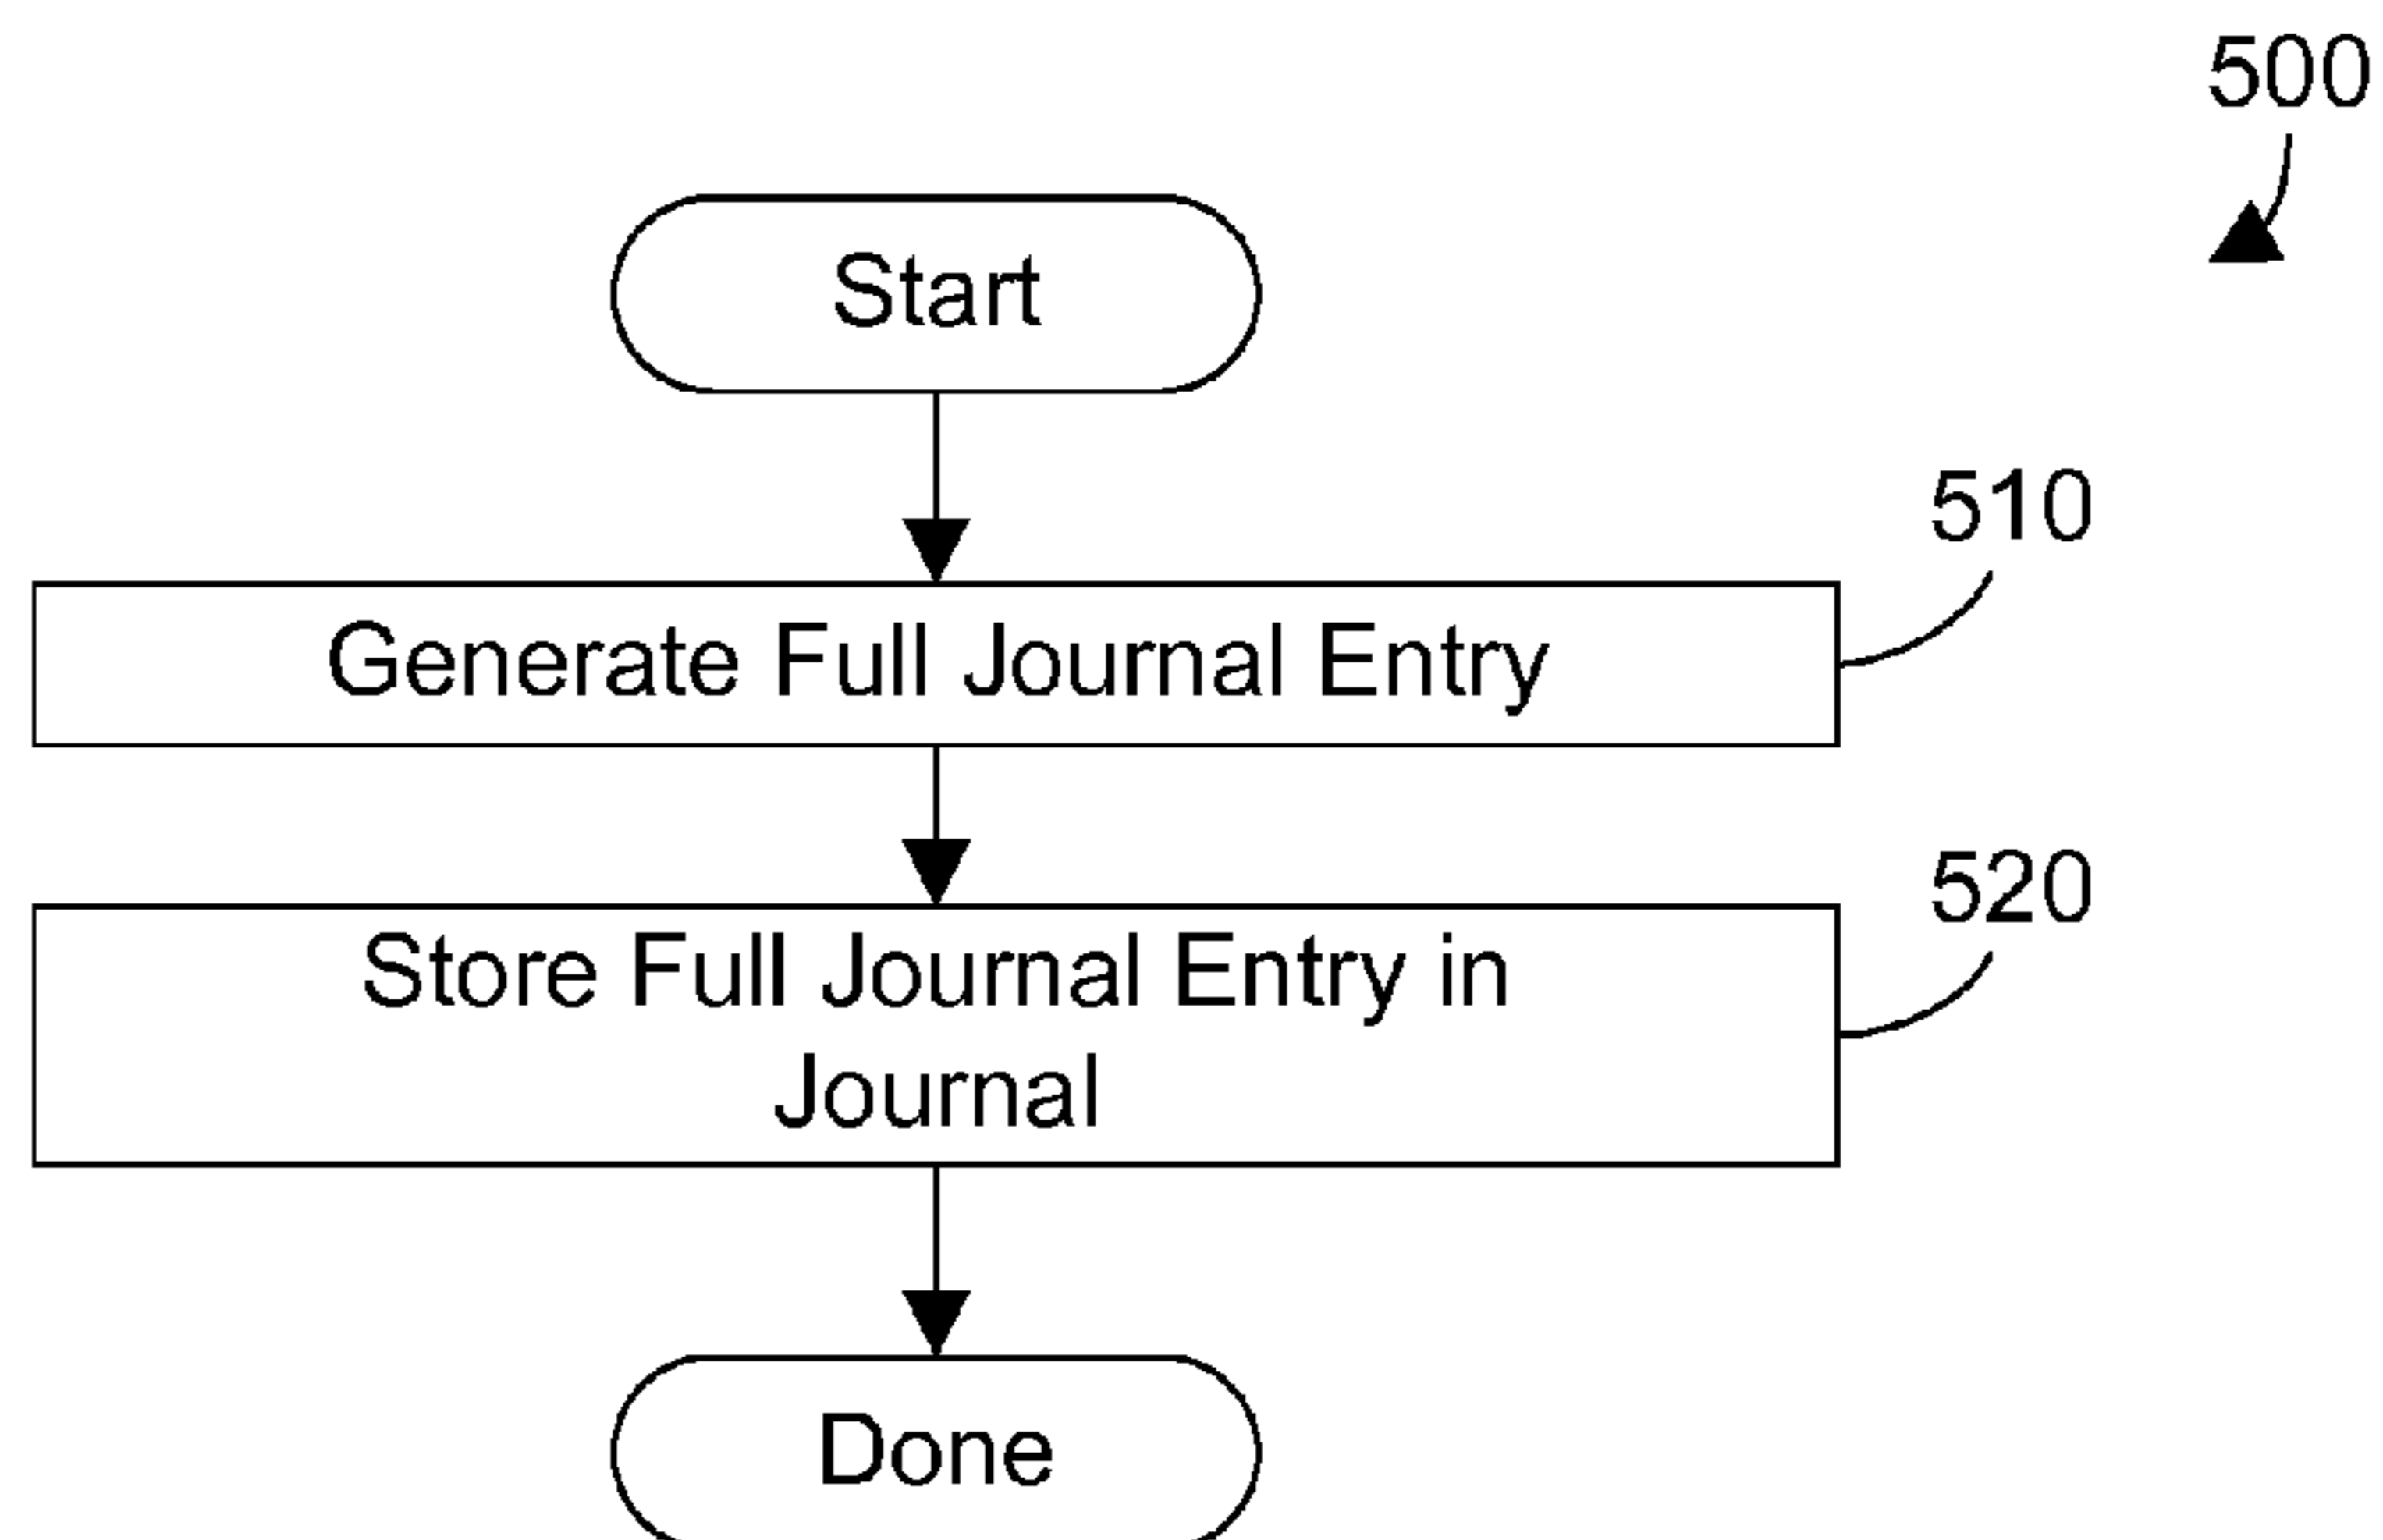 500
Start
510
Generate Full Journal Entry
520
Store Full Journal Entry in
Journal
Done